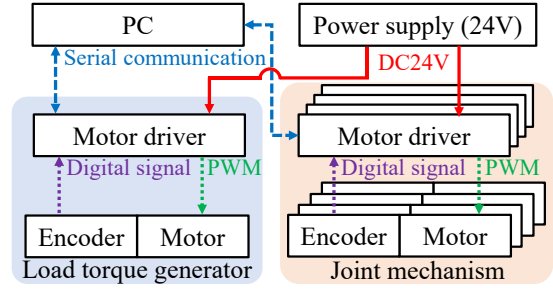 PC
Power supply (24V)
Serial communication
DC24V
Motor driver
Motor driver
Digital signal
PWM
Digital signal
PWM
Encoder
Motor
Encoder
Motor
Load torque generator
Joint mechanism